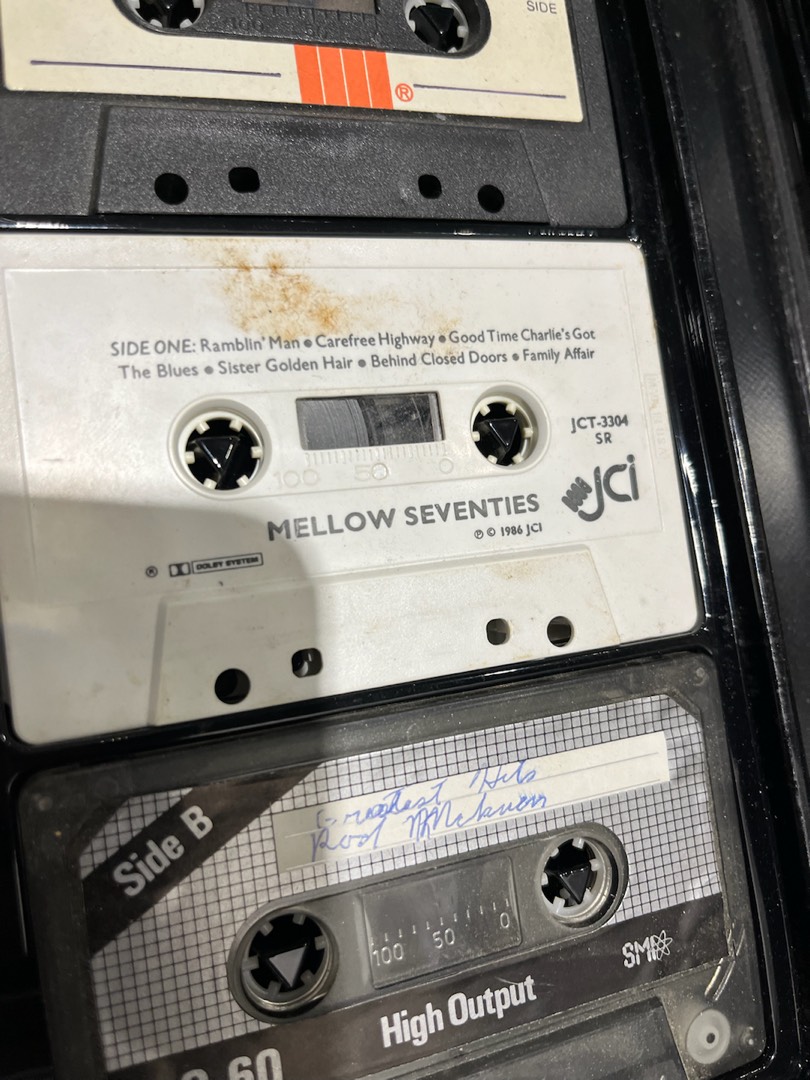 SIDE
®
SIDE ONE: Ramblin' Man • Carefree Highway • Good Time Charlie's Got
The Blues • Sister Golden Hair • Behind Closed Doors • Family Affair
JCT-3304
SR
100 50 0
JCi
MELLOW SEVENTIES
℗ © 1986 JCI
® DOLBY SYSTEM
Greatest Hits
Rod McKuen
Side B
100 50 0
SMA
High Output
60